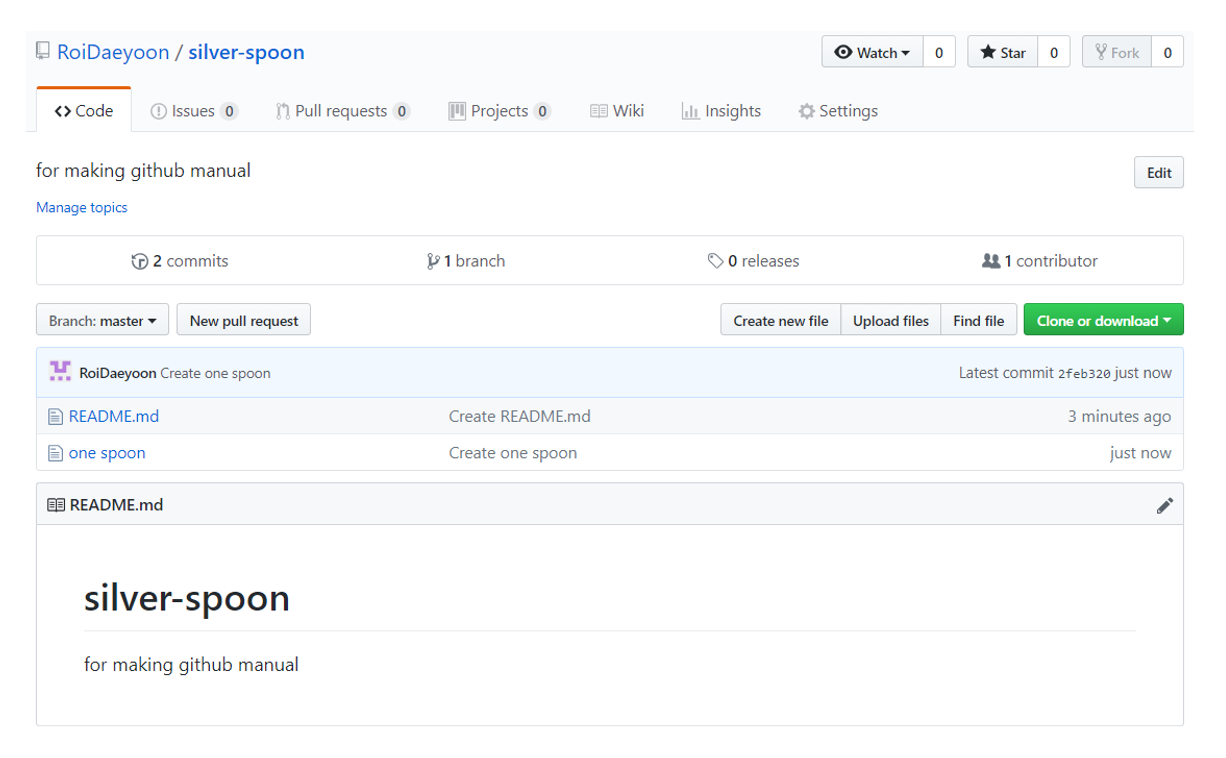 RoiDaeyoon / silver-spoon Watch 0 Star 0 Fork 0
Code Issues 0 Pull requests 0 Projects 0 Wiki Insights Settings
for making github manual Edit
Manage topics
2 commits 1 branch 0 releases 1 contributor
Branch: master New pull request Create new file Upload files Find file Clone or download
RoiDaeyoon Create one spoon Latest commit 2feb320 just now
README.md Create README.md 3 minutes ago
one spoon Create one spoon just now
README.md
silver-spoon
for making github manual